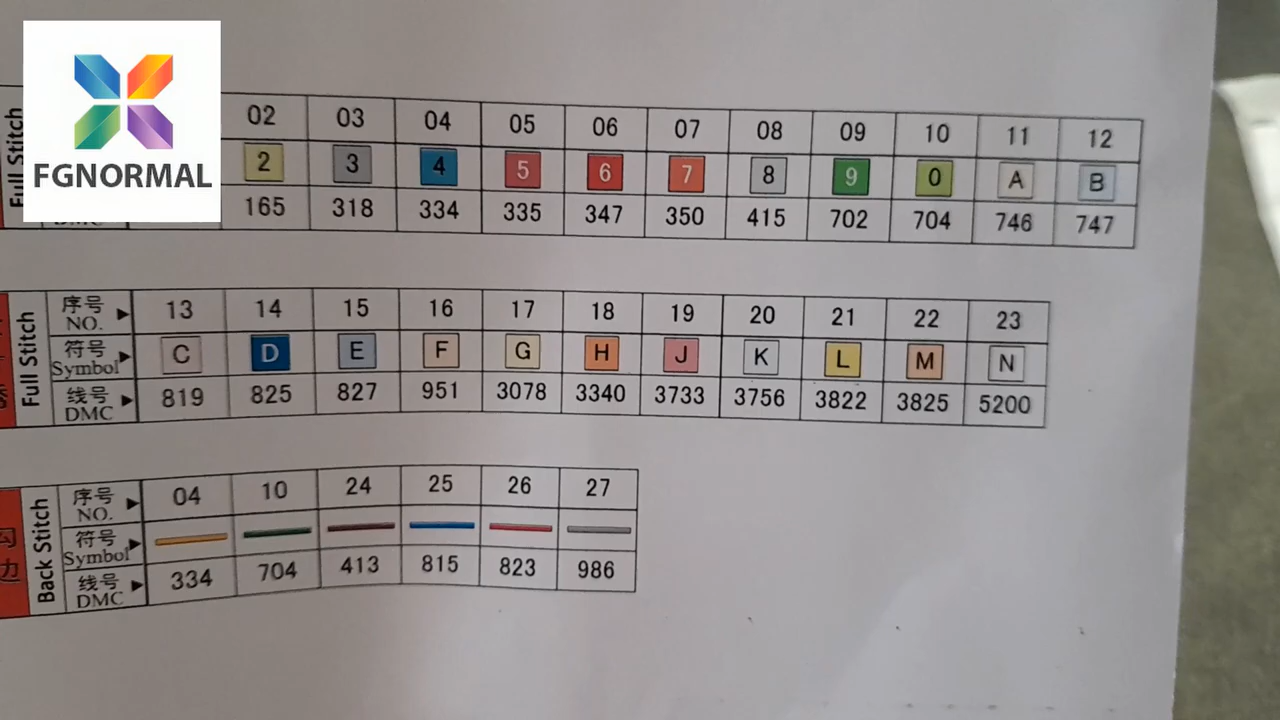 FGNORMAL
Full Stitch
02 03 04 05 06 07 08 09 10 11 12
2 3 4 5 6 7 8 9 0 A B
DMC 165 318 334 335 347 350 415 702 704 746 747
Full Stitch
序号 NO. 13 14 15 16 17 18 19 20 21 22 23
符号 Symbol C D E F G H J K L M N
线号 DMC 819 825 827 951 3078 3340 3733 3756 3822 3825 5200
Back Stitch
序号 NO. 04 10 24 25 26 27
符号 Symbol
线号 DMC 334 704 413 815 823 986